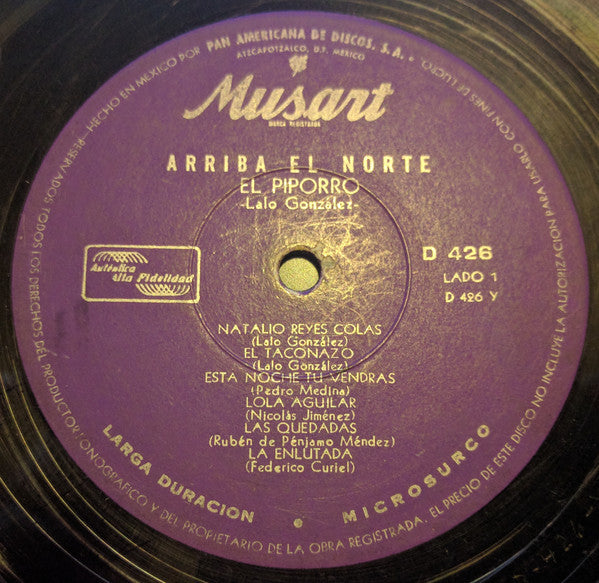 HECHO EN MEXICO POR PAN AMERICANA DE DISCOS, S.A.
AZCAPOTZALCO, D.F. MEXICO
Musart
MARCA REGISTRADA
ARRIBA EL NORTE
EL PIPORRO
-Lalo González-
D 426
LADO 1
D 426 Y
Auténtica
Alta Fidelidad
NATALIO REYES COLAS
(Lalo González)
EL TACONAZO
(Lalo González)
ESTA NOCHE TU VENDRAS
(Pedro Medina)
LOLA AGUILAR
(Nicolás Jiménez)
LAS QUEDADAS
(Rubén de Pénjamo Méndez)
LA ENLUTADA
(Federico Curiel)
LARGA DURACION • MICROSURCO
RESERVADOS TODOS LOS DERECHOS DEL PRODUCTOR FONOGRAFICO Y DEL PROPIETARIO DE LA OBRA REGISTRADA. EL PRECIO DE ESTE DISCO NO INCLUYE LA AUTORIZACION PARA USARLO CON FINES DE LUCRO